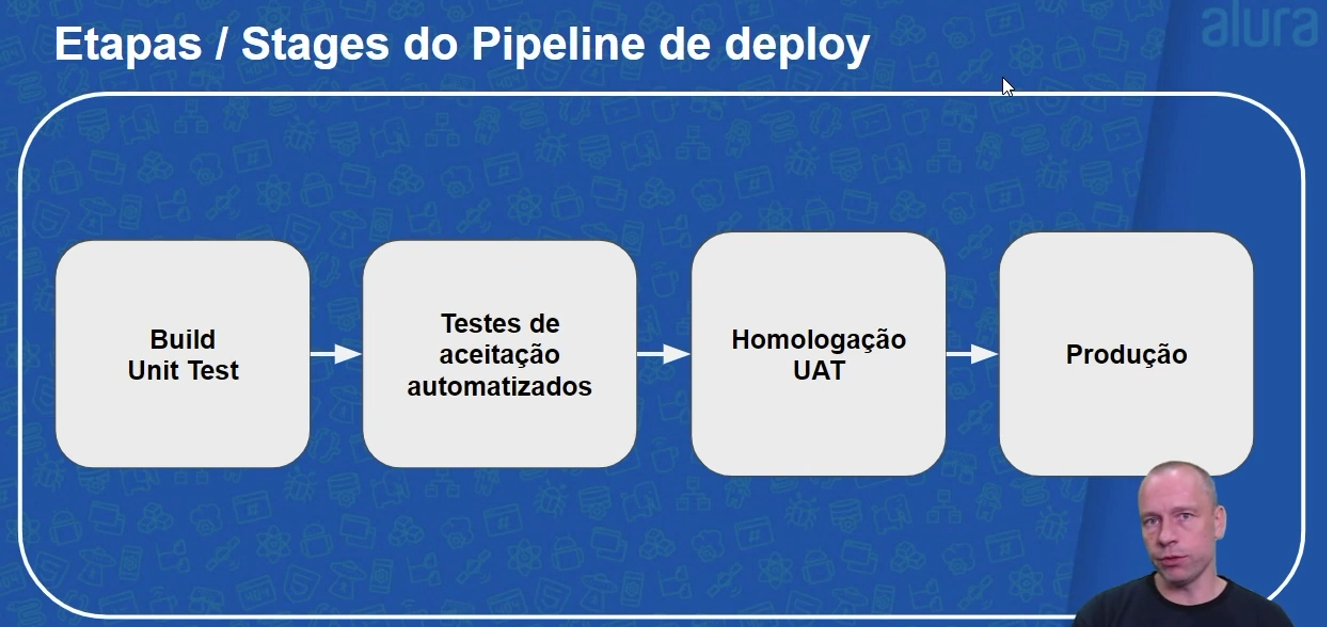 alura
Etapas / Stages do Pipeline de deploy
Build
Unit Test
Testes de
aceitação
automatizados
Homologação
UAT
Produção